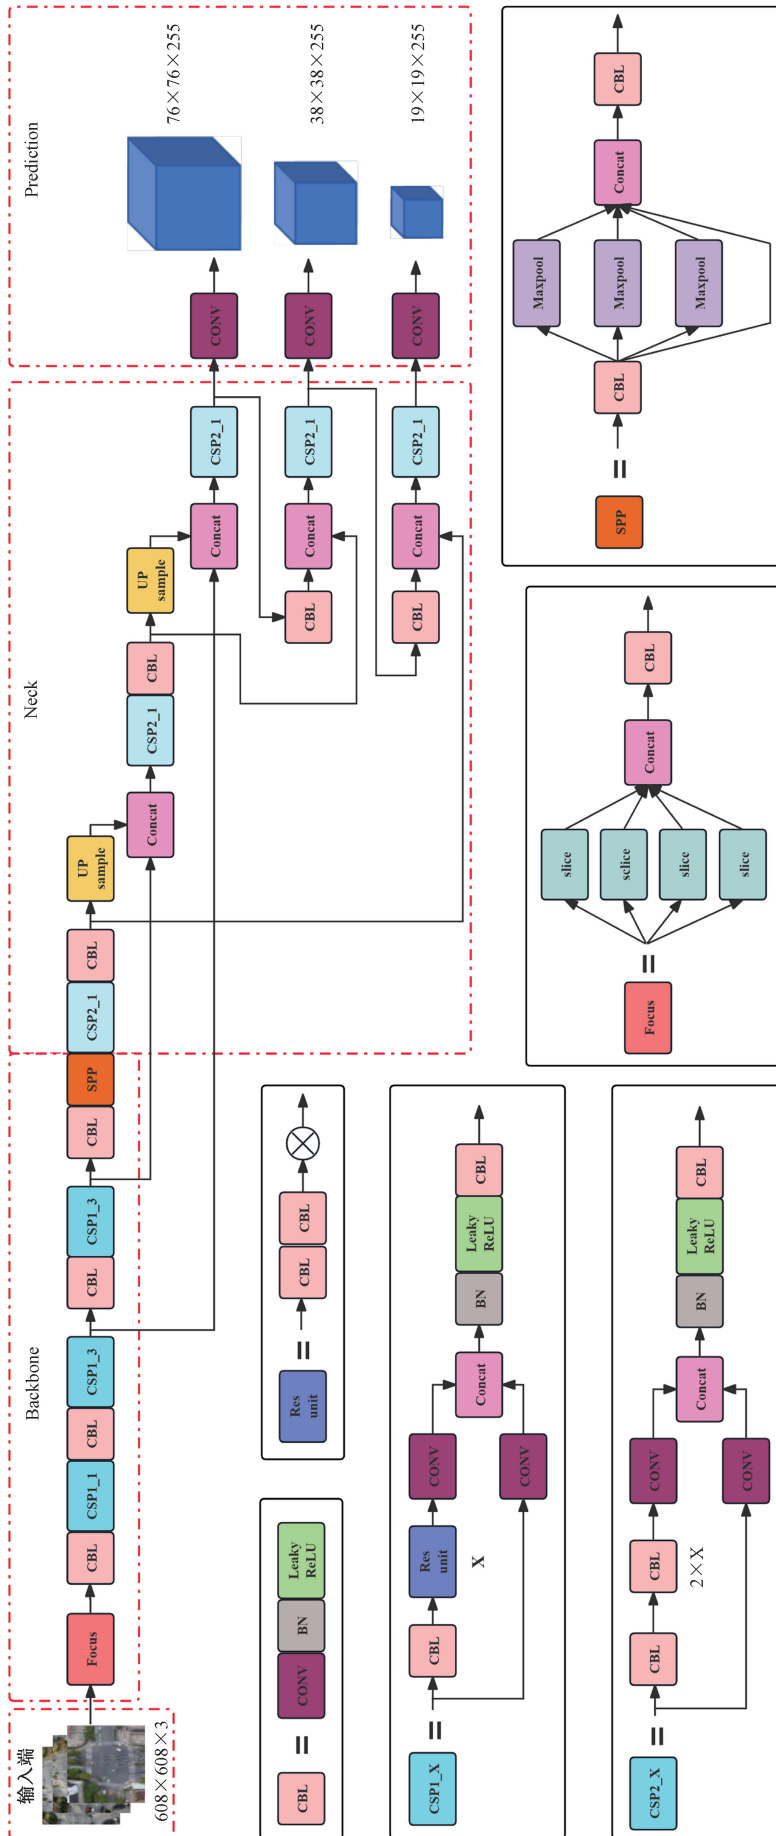 输入端
608×608×3
Backbone
Focus
CBL
CSP1_1
CBL
CSP1_3
CBL
CSP1_3
CBL
SPP
Neck
CSP2_1
CBL
UP
sample
Concat
CSP2_1
CBL
UP
sample
Concat
CSP2_1
CBL
Concat
CSP2_1
CBL
Concat
CSP2_1
Prediction
CONV
76×76×255
CONV
38×38×255
CONV
19×19×255
CBL
=
CONV
BN
Leaky
ReLU
Res
unit
=
CBL
CBL
CSP1_X
=
CBL
Res
unit
X
CONV
CONV
Concat
BN
Leaky
ReLU
CBL
CSP2_X
=
CBL
CBL
2×X
CONV
CONV
Concat
BN
Leaky
ReLU
CBL
Focus
=
slice
sclice
slice
slice
Concat
CBL
SPP
=
CBL
Maxpool
Maxpool
Maxpool
Concat
CBL